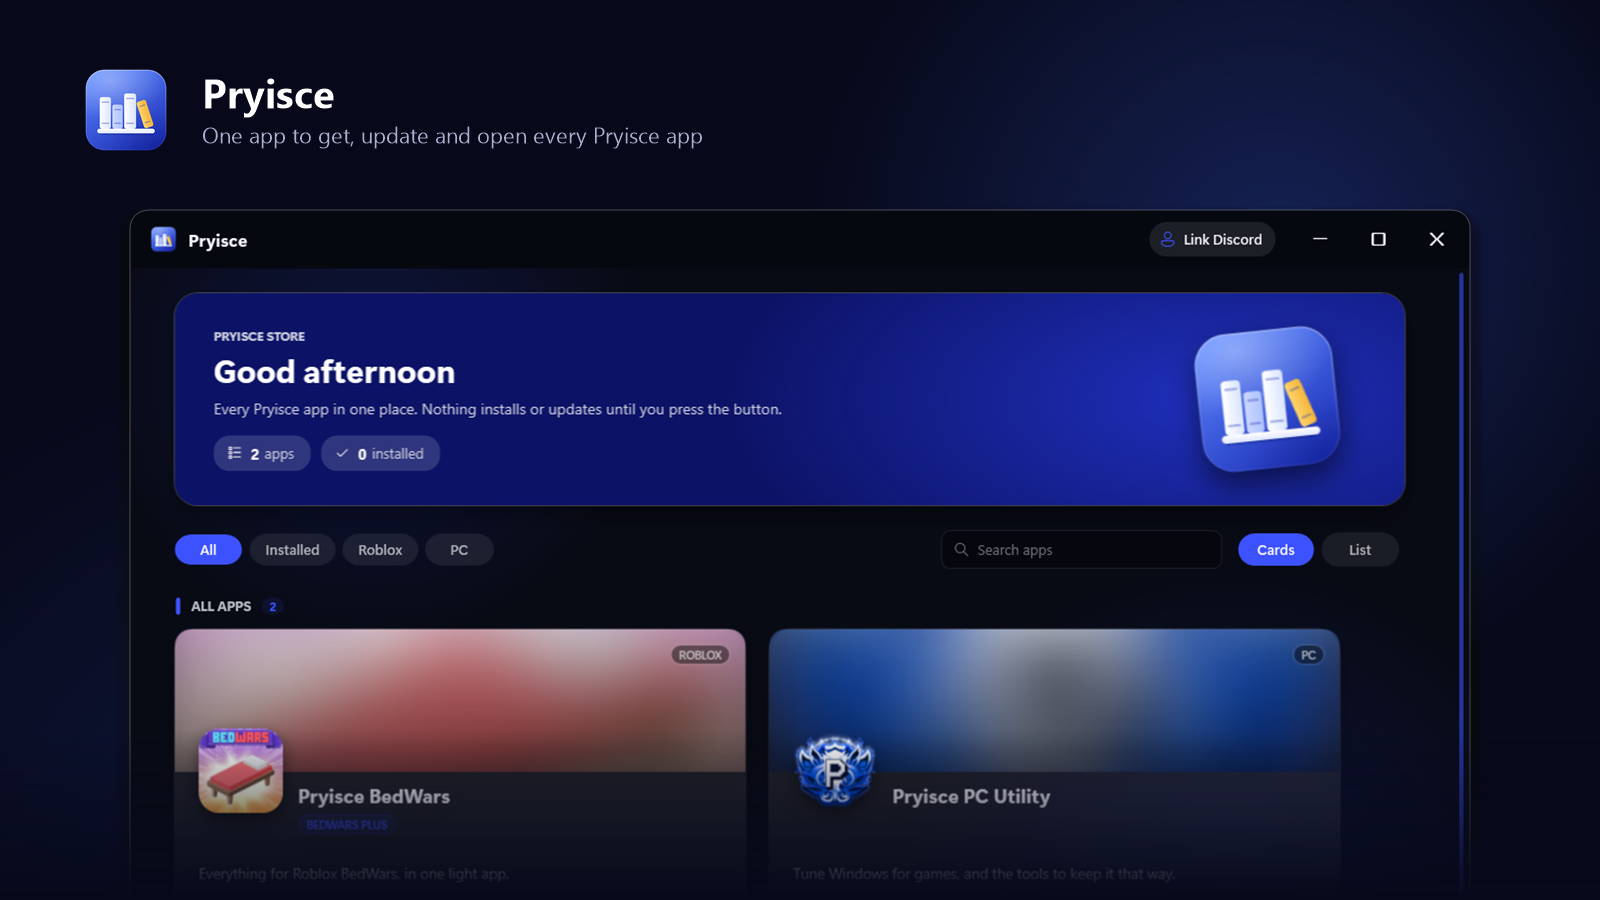 Pryisce
One app to get, update and open every Pryisce app
Pryisce
Link Discord
PRYISCE STORE
Good afternoon
Every Pryisce app in one place. Nothing installs or updates until you press the button.
2 apps
0 installed
All
Installed
Roblox
PC
Search apps
Cards
List
ALL APPS 2
ROBLOX
BEDWARS
Pryisce BedWars
BEDWARS PLUS
Everything for Roblox BedWars, in one light app.
PC
P
Pryisce PC Utility
Tune Windows for games, and the tools to keep it that way.